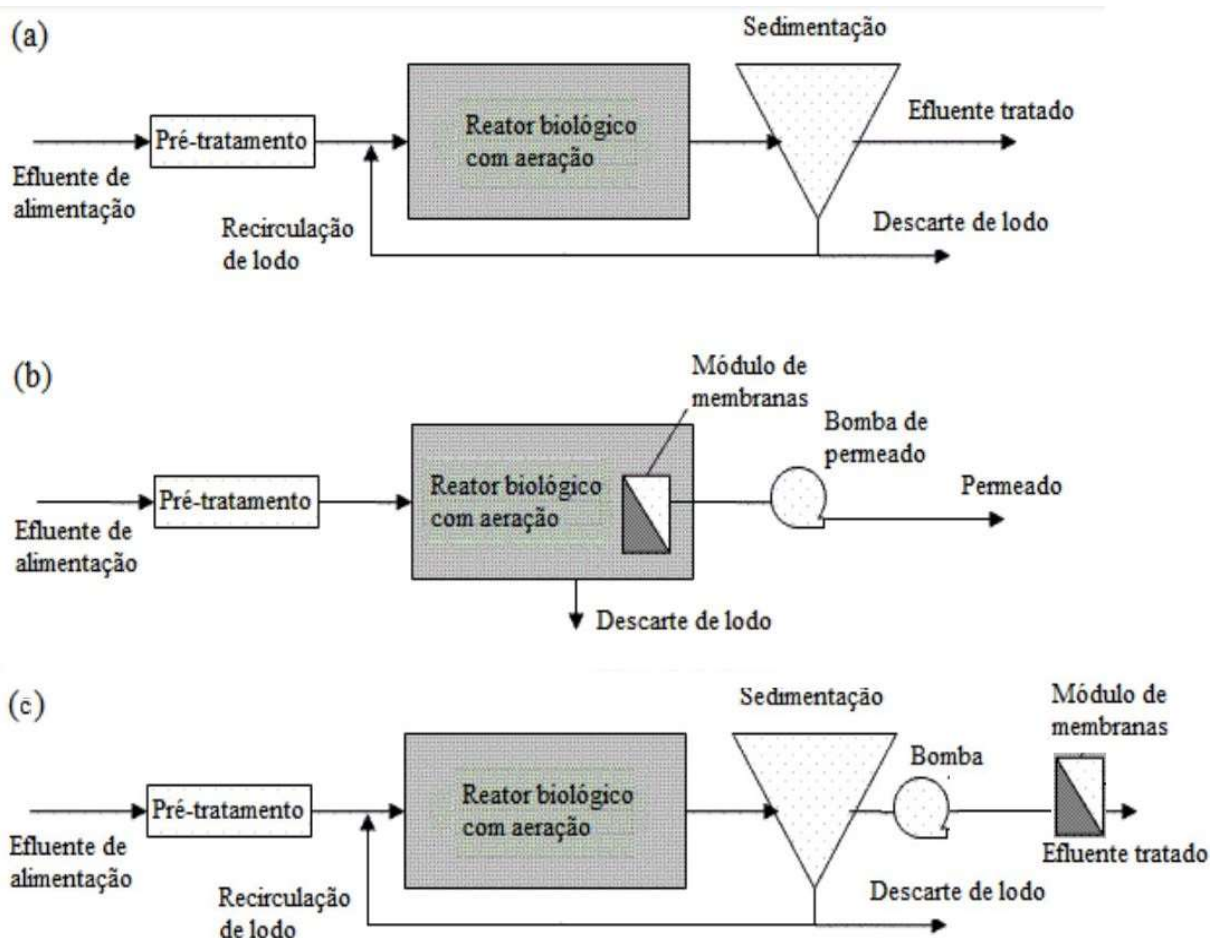 (a)
Sedimentação
Pré-tratamento
Reator biológico
com aeração
Efluente tratado
Efluente de
alimentação
Recirculação
de lodo
Descarte de lodo
(b)
Módulo de
membranas
Bomba de
permeado
Pré-tratamento
Reator biológico
com aeração
Permeado
Efluente de
alimentação
Descarte de lodo
(c)
Sedimentação
Módulo de
membranas
Bomba
Pré-tratamento
Reator biológico
com aeração
Efluente de
alimentação
Efluente tratado
Recirculação
de lodo
Descarte de lodo